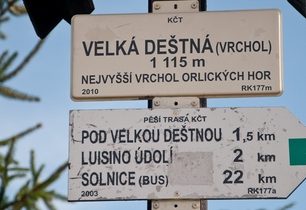 KČT
VELKÁ DEŠTNÁ (VRCHOL)
1 115 m
NEJVYŠŠÍ VRCHOL ORLICKÝCH HOR
2010 RK177m
PĚŠÍ TRASA KČT
POD VELKOU DEŠTNOU 1,5 km
LUISINO ÚDOLÍ 2 km
SOLNICE (BUS) 22 km
2003 RK177a